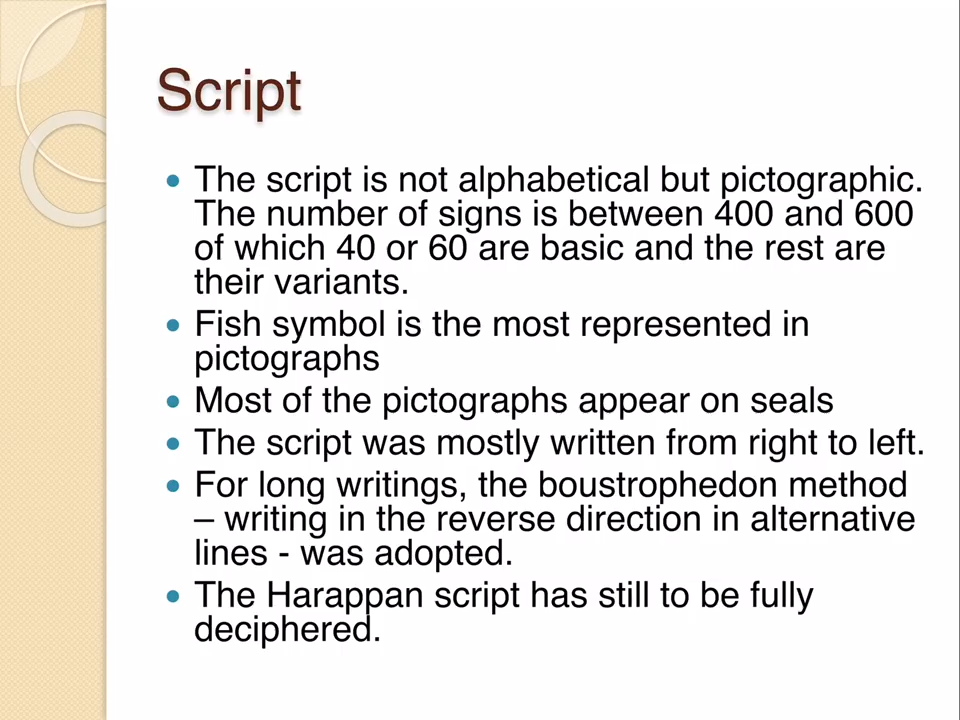 Script
The script is not alphabetical but pictographic.
The number of signs is between 400 and 600
of which 40 or 60 are basic and the rest are
their variants.
Fish symbol is the most represented in
pictographs
Most of the pictographs appear on seals
The script was mostly written from right to left.
For long writings, the boustrophedon method
– writing in the reverse direction in alternative
lines - was adopted.
The Harappan script has still to be fully
deciphered.